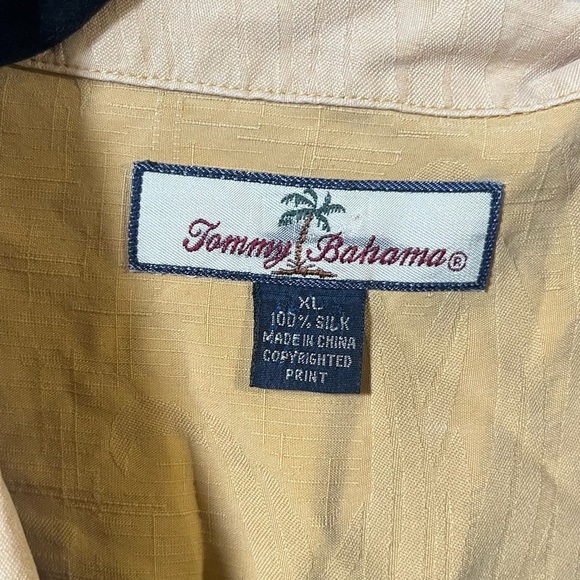 Tommy Bahama®
XL
100% SILK
MADE IN CHINA
COPYRIGHTED
PRINT